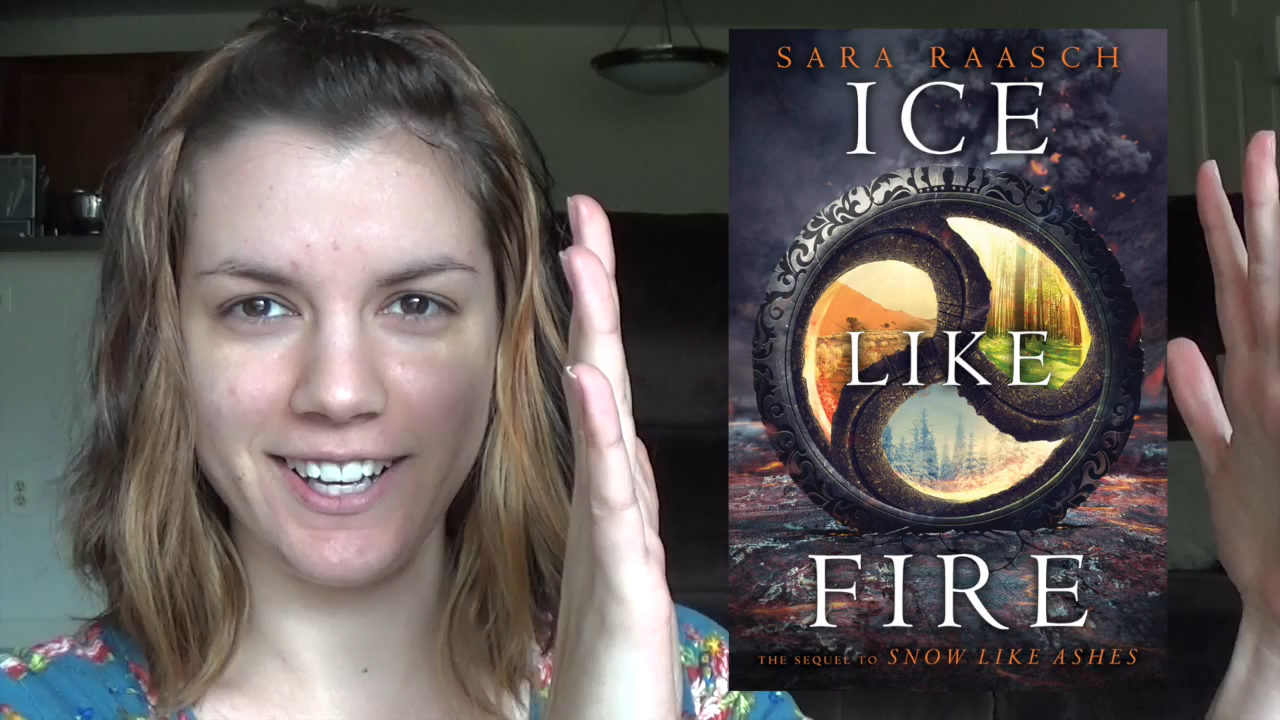 SARA RAASCH
ICE
LIKE
FIRE
THE SEQUEL TO SNOW LIKE ASHES